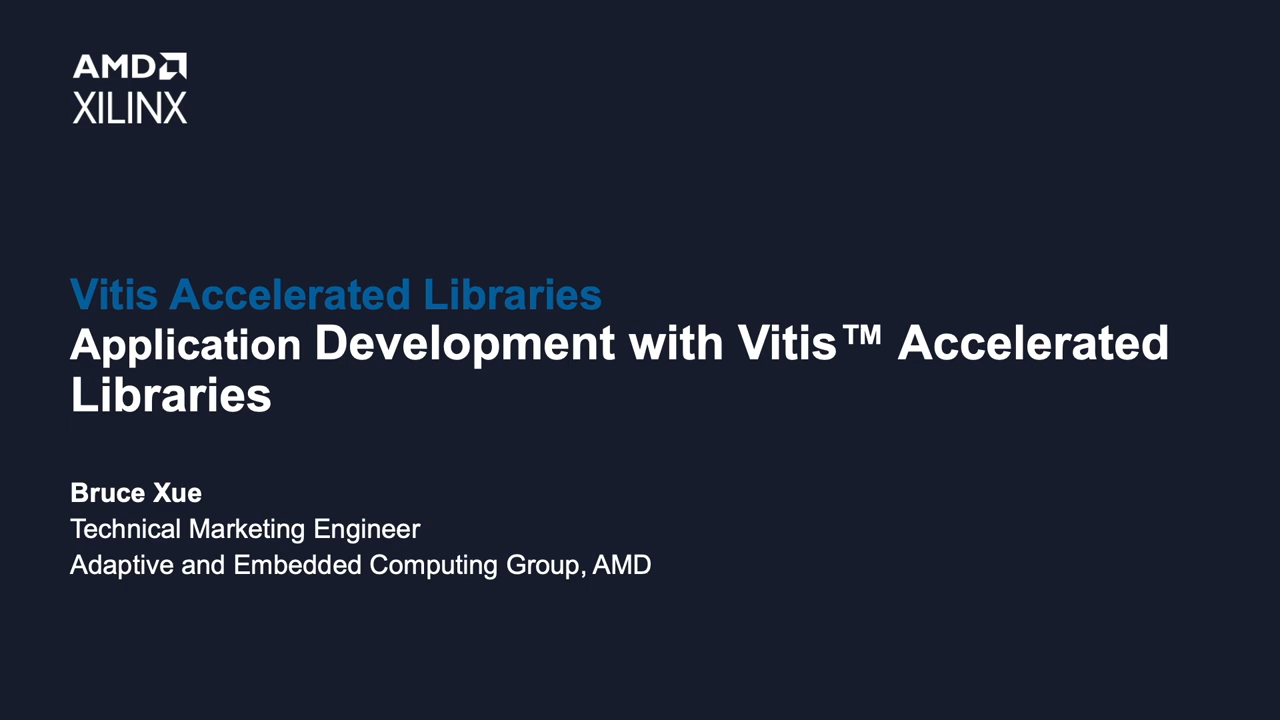 AMD
XILINX
Vitis Accelerated Libraries
Application Development with Vitis™ Accelerated
Libraries
Bruce Xue
Technical Marketing Engineer
Adaptive and Embedded Computing Group, AMD